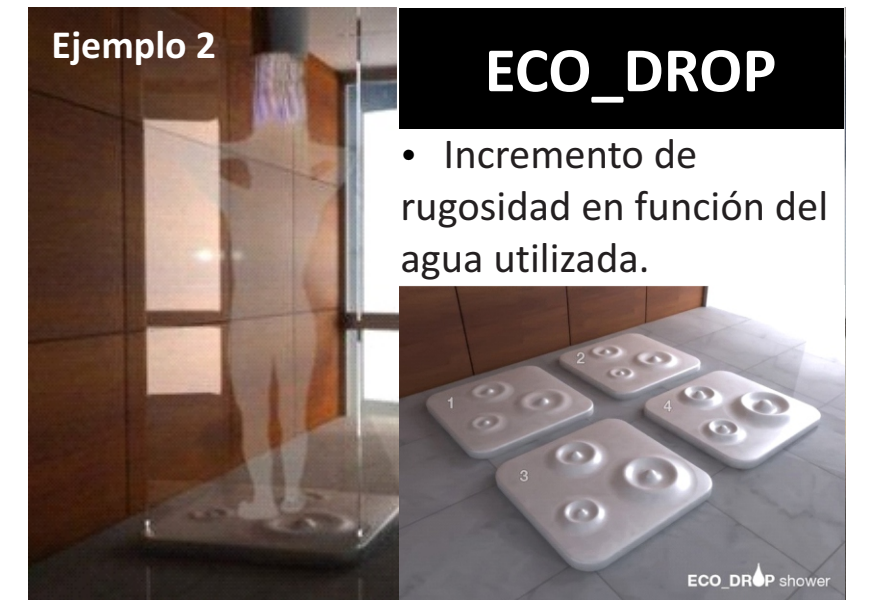 Ejemplo 2
ECO_DROP
• Incremento de
rugosidad en función del
agua utilizada.
1
2
3
4
ECO_DROP shower